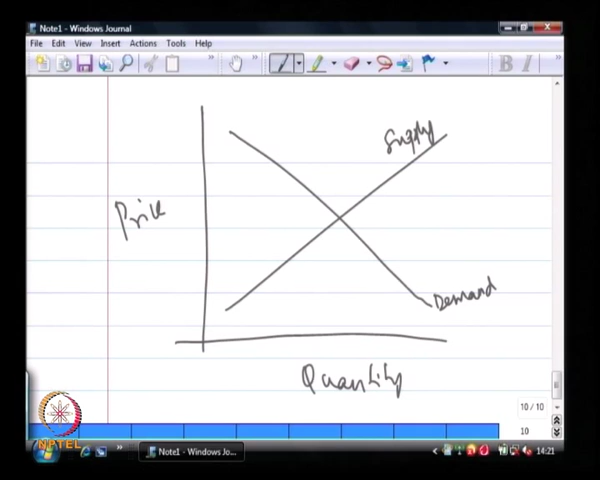 Note1 - Windows Journal
File Edit View Insert Actions Tools Help
B I
Supply
Price
Demand
Quantity
10 / 10
10
NPTEL
Note1 - Windows Jo...
14:21